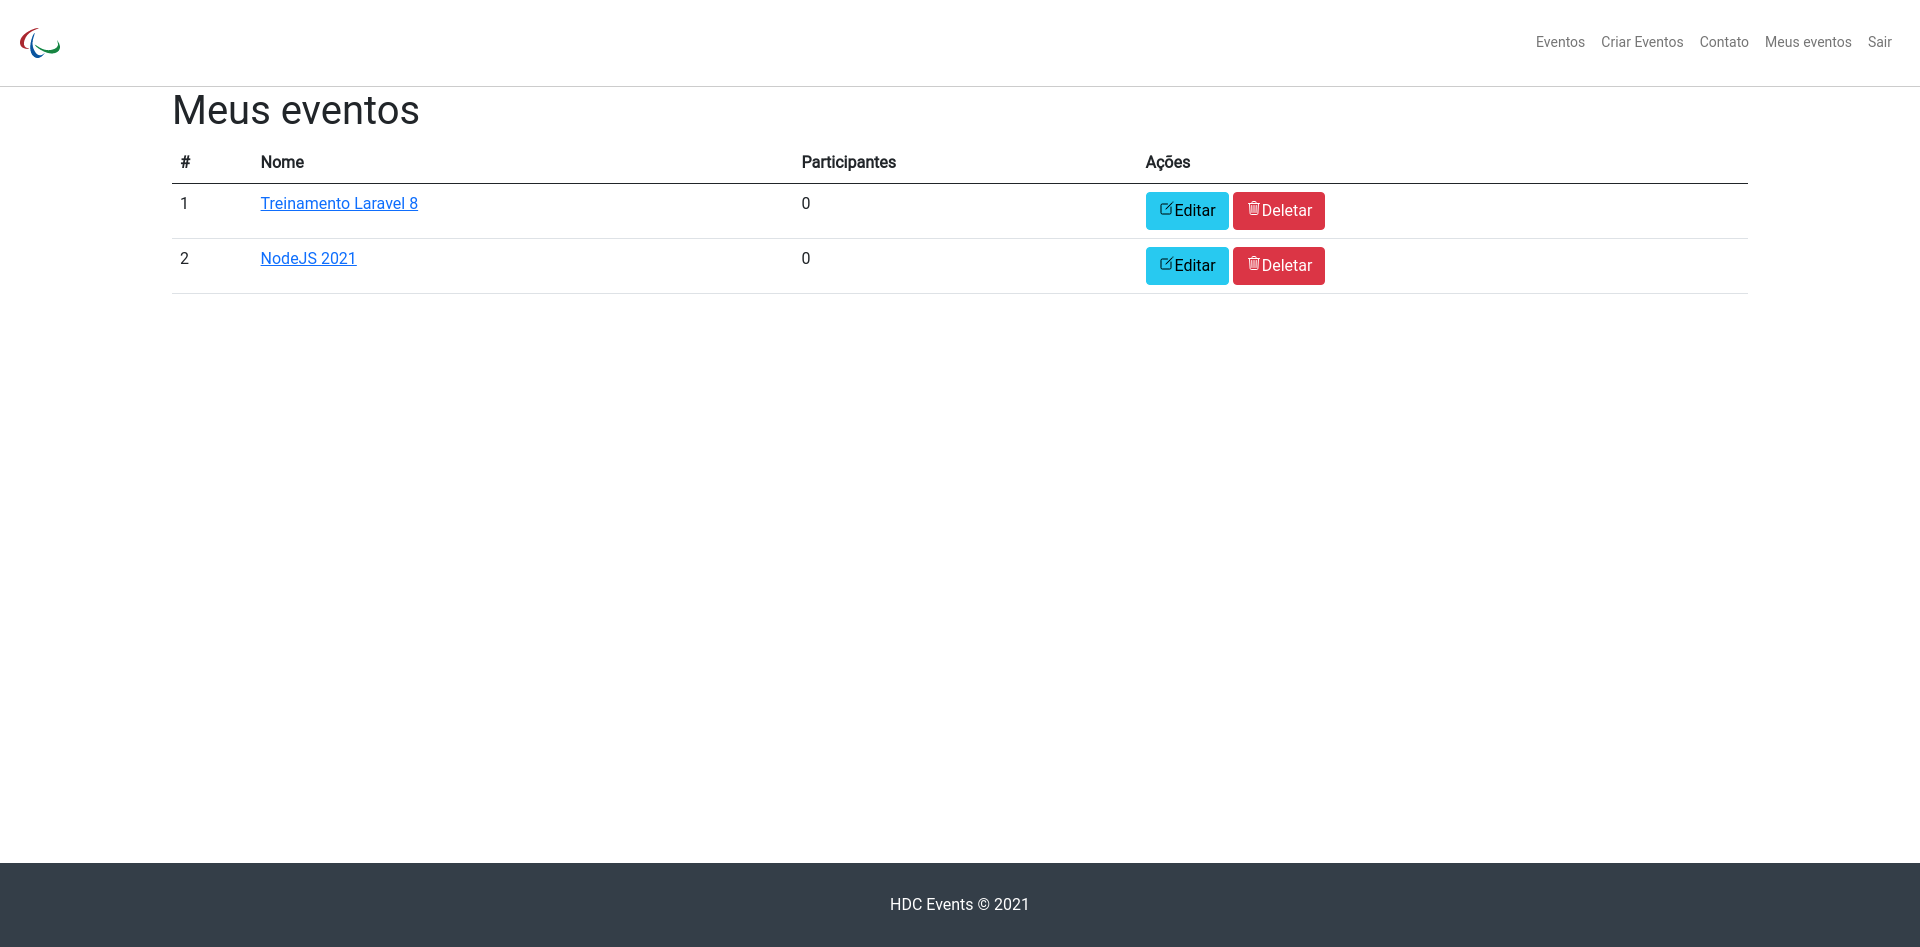 Eventos Criar Eventos Contato Meus eventos Sair
Meus eventos
# Nome Participantes Ações
1 Treinamento Laravel 8 0 Editar Deletar
2 NodeJS 2021 0 Editar Deletar
HDC Events © 2021